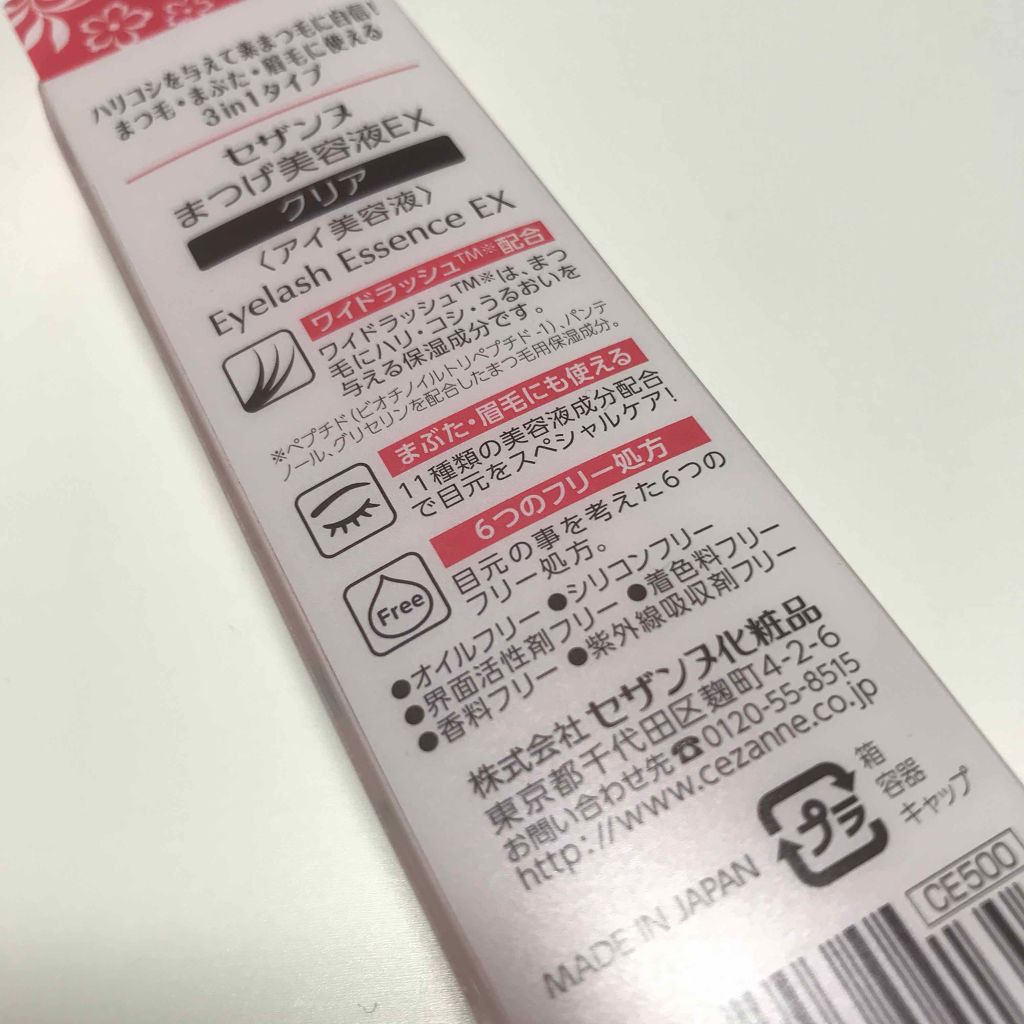 ハリコシを与えて素まつ毛に自信!
まつ毛・まぶた・眉毛に使える
3in1タイプ
セザンヌ
まつげ美容液EX
クリア
〈アイ美容液〉
Eyelash Essence EX
ワイドラッシュTM※配合
ワイドラッシュTM※は、まつ
毛にハリ・コシ・うるおいを
与える保湿成分です。
※ペプチド(ビオチノイルトリペプチド-1)、パンテ
ノール、グリセリンを配合したまつ毛用保湿成分。
まぶた・眉毛にも使える
11種類の美容液成分配合
で目元をスペシャルケア!
6つのフリー処方
目元の事を考えた6つの
フリー処方。
Free
●オイルフリー ●シリコンフリー
●界面活性剤フリー ●着色料フリー
●香料フリー ●紫外線吸収剤フリー
株式会社セザンヌ化粧品
東京都千代田区麹町4-2-6
お問い合わせ先☎0120-55-8515
http://www.cezanne.co.jp
プラ
箱
容器
キャップ
MADE IN JAPAN
CE500